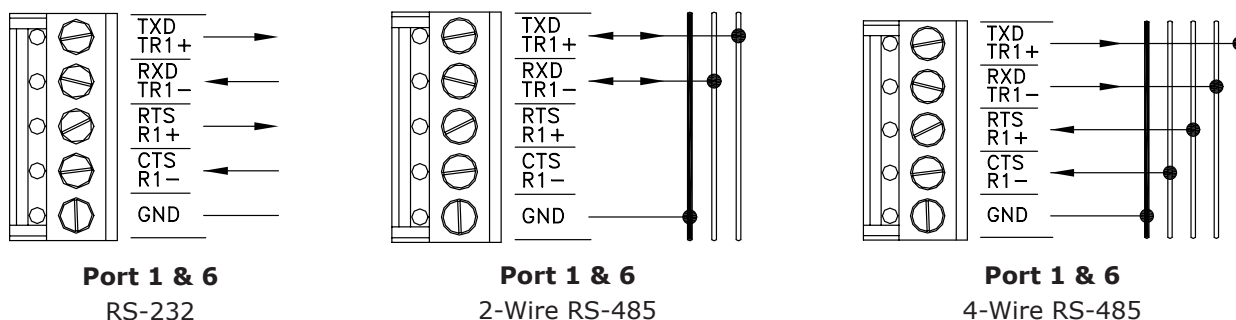 TXD
TR1+
RXD
TR1−
RTS
R1+
CTS
R1−
GND
Port 1 & 6
RS-232
TXD
TR1+
RXD
TR1−
RTS
R1+
CTS
R1−
GND
Port 1 & 6
2-Wire RS-485
TXD
TR1+
RXD
TR1−
RTS
R1+
CTS
R1−
GND
Port 1 & 6
4-Wire RS-485